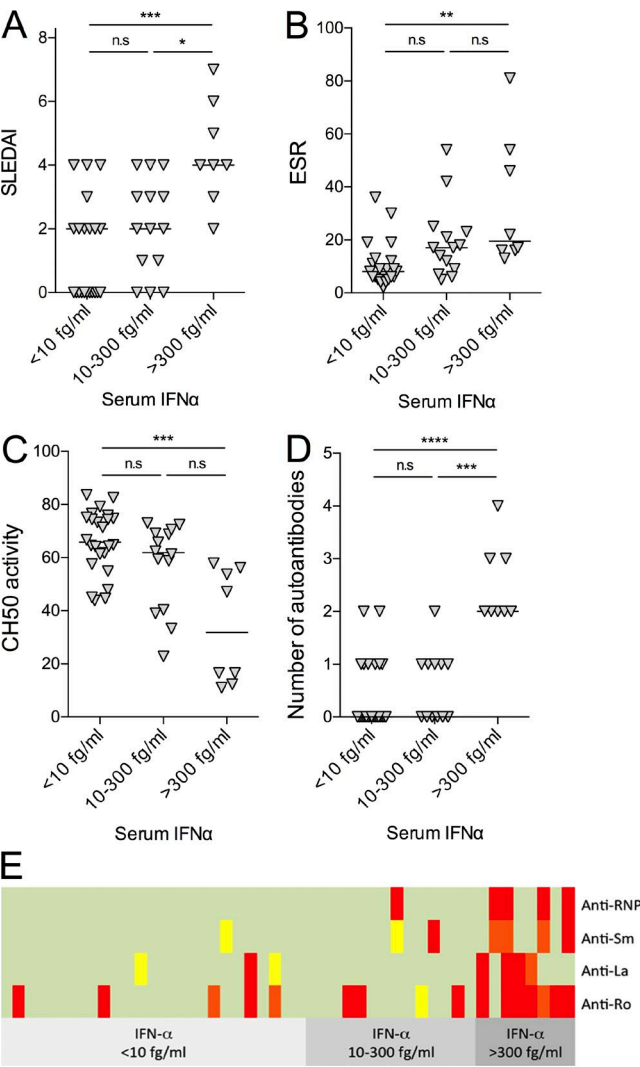 A
***
n.s
*
8
6
4
2
0
SLEDAI
<10 fg/ml
10-300 fg/ml
>300 fg/ml
Serum IFNα
B
**
n.s
n.s
100
80
60
40
20
0
ESR
<10 fg/ml
10-300 fg/ml
>300 fg/ml
Serum IFNα
C
***
n.s
n.s
100
80
60
40
20
0
CH50 activity
<10 fg/ml
10-300 fg/ml
>300 fg/ml
Serum IFNα
D
****
n.s
***
5
4
3
2
1
0
Number of autoantibodies
<10 fg/ml
10-300 fg/ml
>300 fg/ml
Serum IFNα
E
Anti-RNP
Anti-Sm
Anti-La
Anti-Ro
IFN-α
<10 fg/ml
IFN-α
10-300 fg/ml
IFN-α
>300 fg/ml